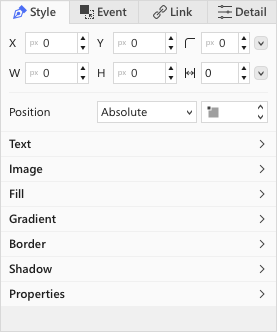 Style Event Link Detail
X px 0 Y px 0 px 0
W px 0 H px 0 0
Position Absolute
Text
Image
Fill
Gradient
Border
Shadow
Properties